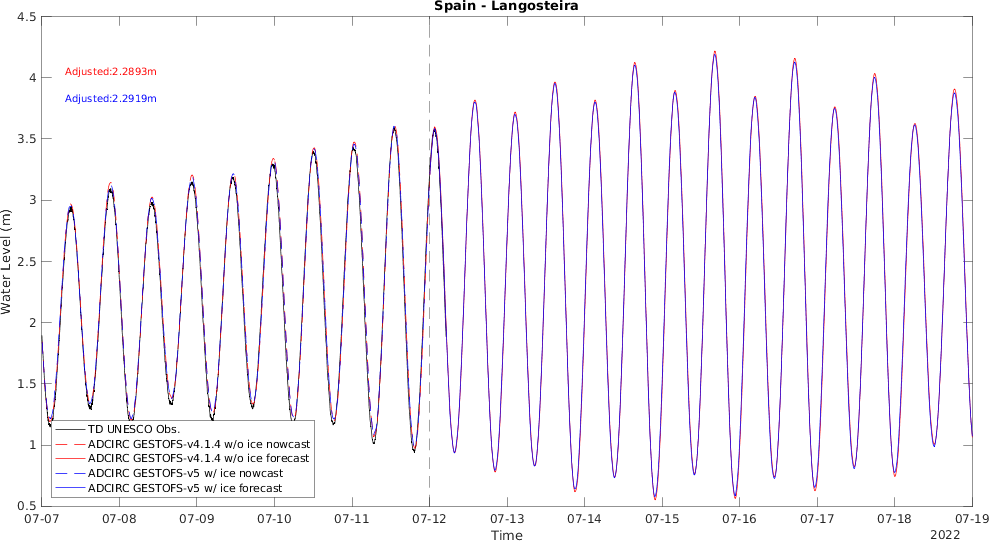 Spain - Langosteira
4.5
4
3.5
3
2.5
2
1.5
1
0.5
Water Level (m)
Adjusted:2.2893m
Adjusted:2.2919m
TD UNESCO Obs.
ADCIRC GESTOFS-v4.1.4 w/o ice nowcast
ADCIRC GESTOFS-v4.1.4 w/o ice forecast
ADCIRC GESTOFS-v5 w/ ice nowcast
ADCIRC GESTOFS-v5 w/ ice forecast
07-07 07-08 07-09 07-10 07-11 07-12 07-13 07-14 07-15 07-16 07-17 07-18 07-19
Time
2022